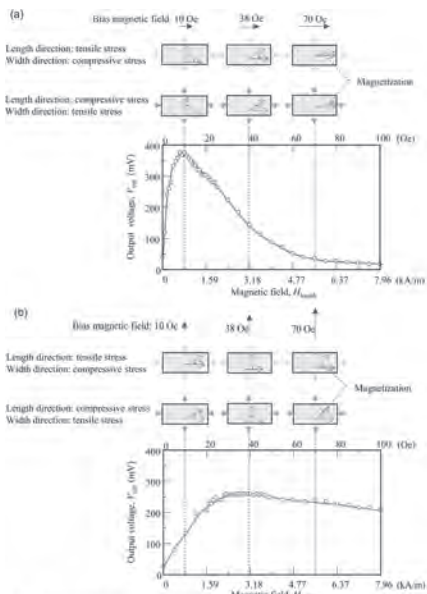 (a)
Bias magnetic field: 10 Oe 38 Oe 70 Oe
Length direction: tensile stress
Width direction: compressive stress
Magnetization
Length direction: compressive stress
Width direction: tensile stress
0 20 40 60 80 100 (Oe)
400
300
200
100
0
Output voltage, (mV)
0 1.59 3.18 4.77 6.37 7.96 (kA/m)
Magnetic field,
(b)
Bias magnetic field: 10 Oe 38 Oe 70 Oe
Length direction: tensile stress
Width direction: compressive stress
Magnetization
Length direction: compressive stress
Width direction: tensile stress
0 20 40 60 80 100 (Oe)
400
300
200
100
0
Output voltage, (mV)
0 1.59 3.18 4.77 6.37 7.96 (kA/m)